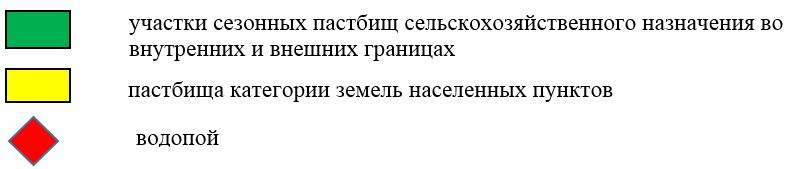 участки сезонных пастбищ сельскохозяйственного назначения во
внутренних и внешних границах
пастбища категории земель населенных пунктов
водопой